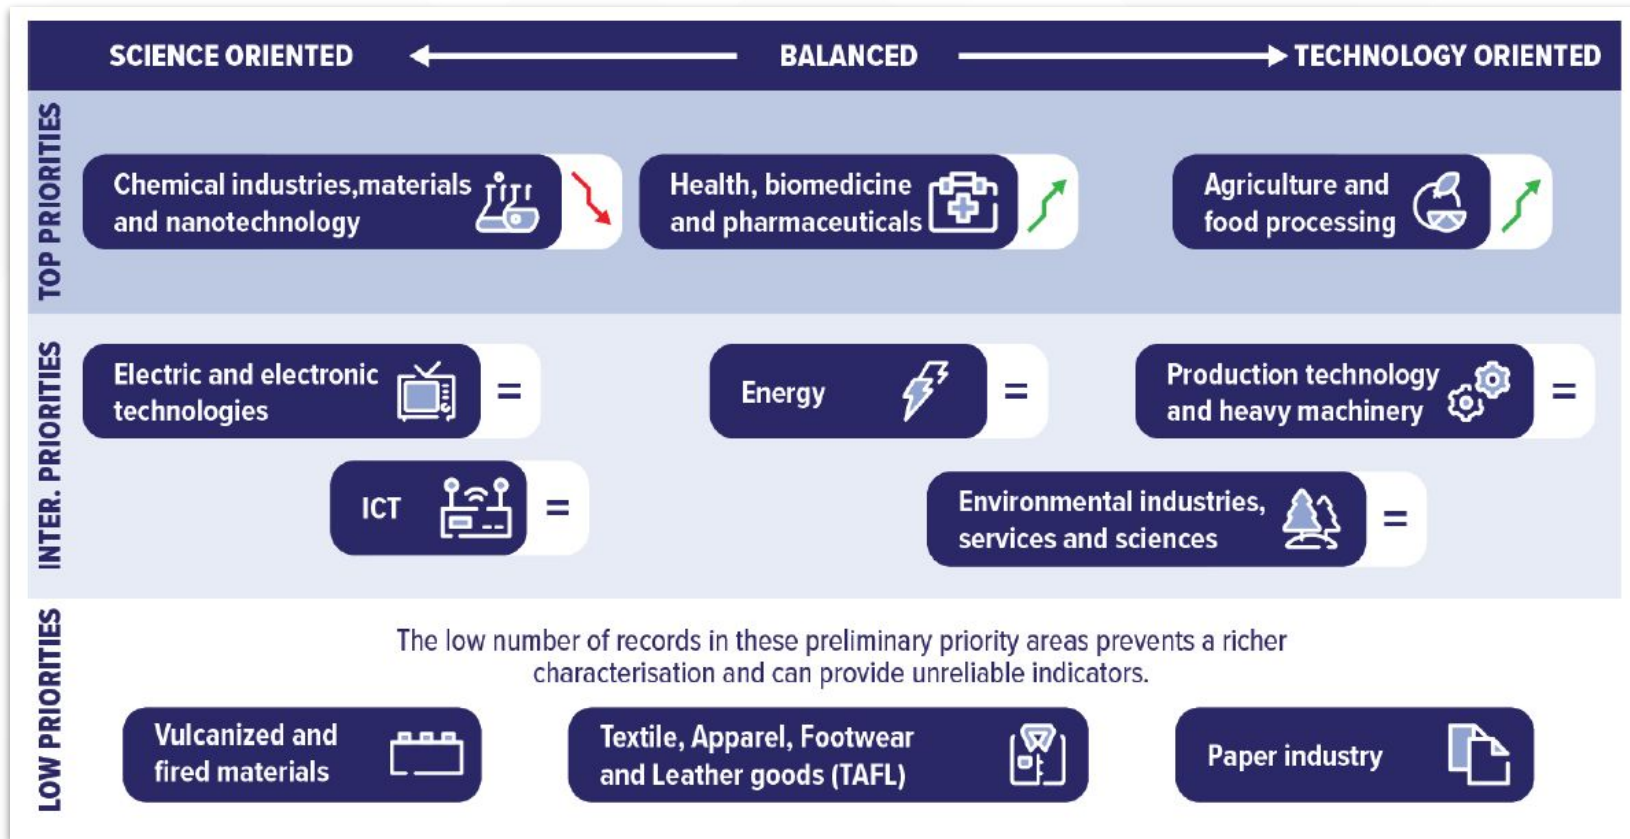 SCIENCE ORIENTED
BALANCED
TECHNOLOGY ORIENTED
TOP PRIORITIES
Chemical industries,materials
and nanotechnology
Health, biomedicine
and pharmaceuticals
Agriculture and
food processing
INTER. PRIORITIES
Electric and electronic
technologies
=
Energy
=
Production technology
and heavy machinery
=
ICT
=
Environmental industries,
services and sciences
=
LOW PRIORITIES
The low number of records in these preliminary priority areas prevents a richer
characterisation and can provide unreliable indicators.
Vulcanized and
fired materials
Textile, Apparel, Footwear
and Leather goods (TAFL)
Paper industry